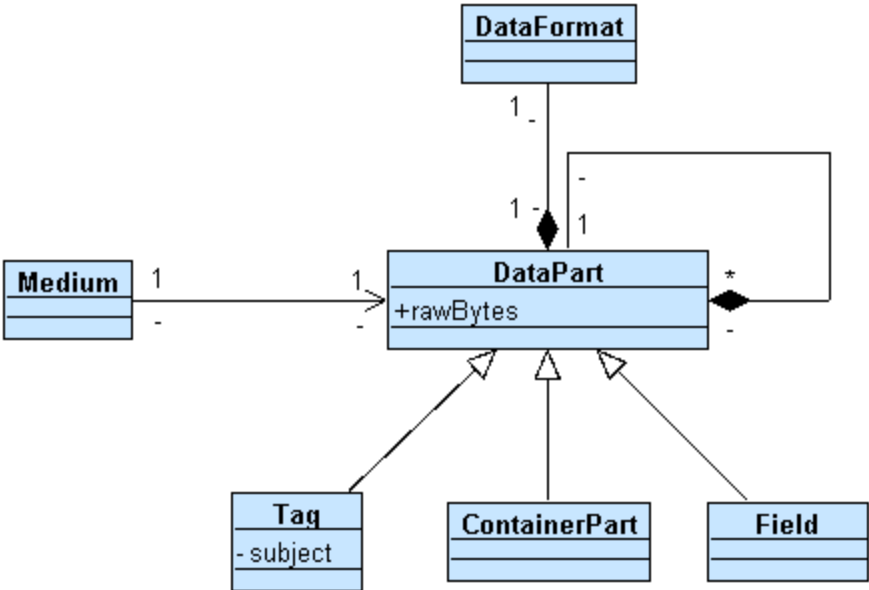 DataFormat
1 -
-
1 -
1
Medium
1
1
DataPart
*
+rawBytes
-
-
-
Tag
- subject
ContainerPart
Field